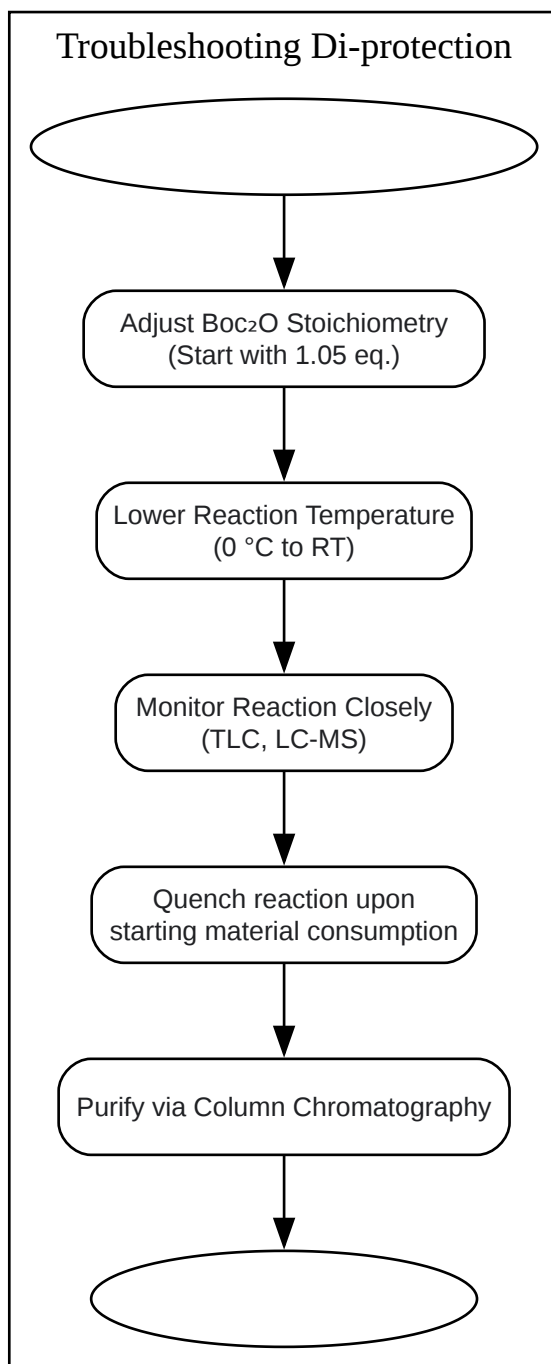 Troubleshooting Di-protection
Adjust Boc₂O Stoichiometry
(Start with 1.05 eq.)
Lower Reaction Temperature
(0 °C to RT)
Monitor Reaction Closely
(TLC, LC-MS)
Quench reaction upon
starting material consumption
Purify via Column Chromatography